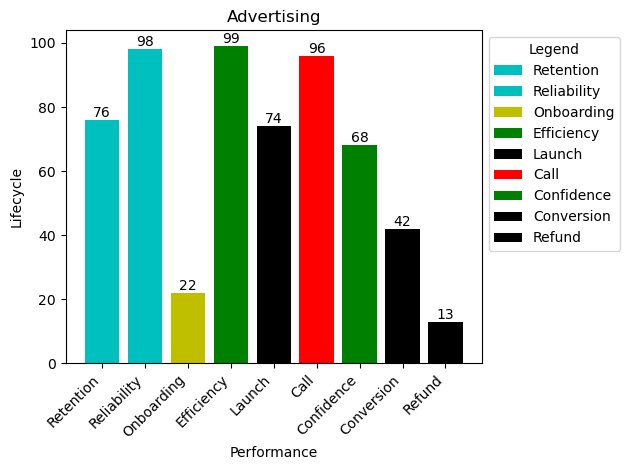 Advertising
Lifecycle
100
80
60
40
20
0
76
98
22
99
74
96
68
42
13
Retention
Reliability
Onboarding
Efficiency
Launch
Call
Confidence
Conversion
Refund
Performance
Legend
Retention
Reliability
Onboarding
Efficiency
Launch
Call
Confidence
Conversion
Refund